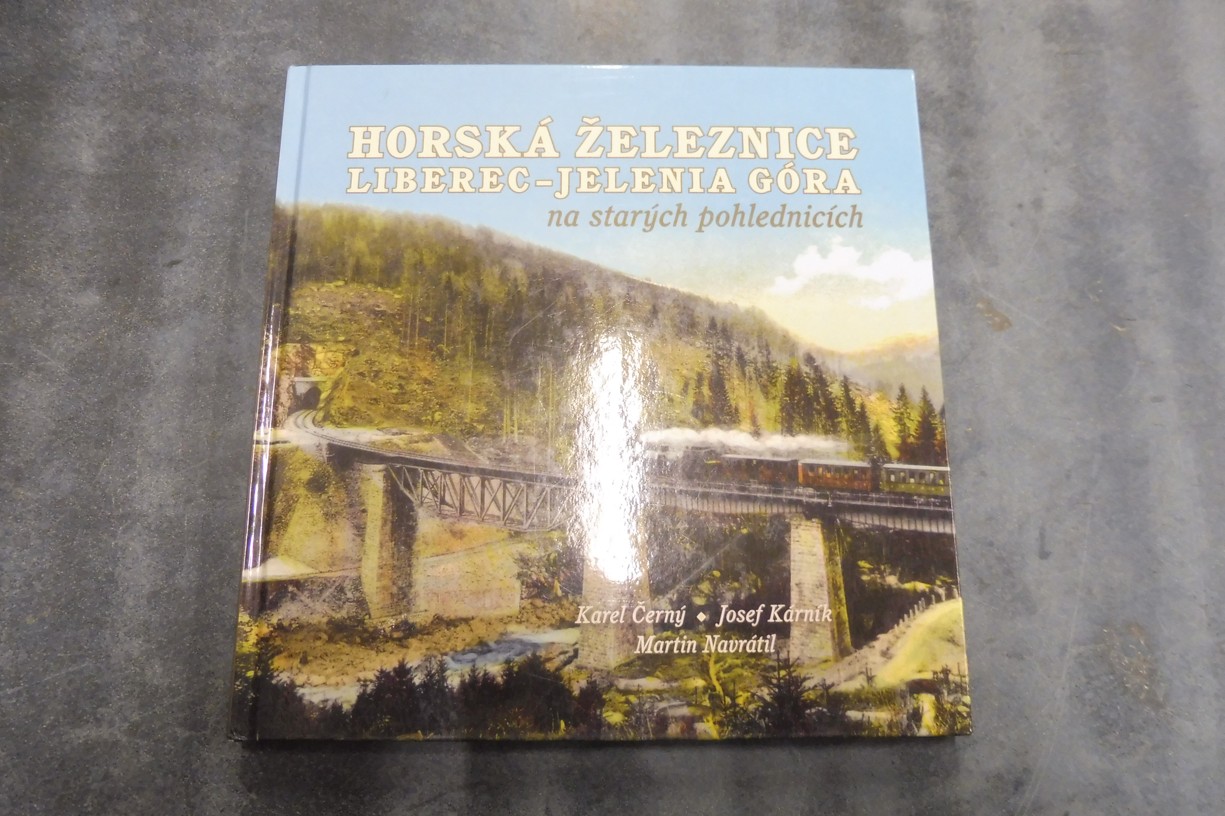 HORSKÁ ŽELEZNICE
LIBEREC–JELENIA GÓRA
na starých pohlednicích
Karel Černý ⬥ Josef Kárník
Martin Navrátil